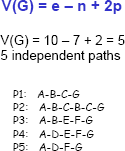 V(G) = e – n + 2p
V(G) = 10 – 7 + 2 = 5
5 independent paths
P1: A-B-C-G
P2: A-B-C-B-C-G
P3: A-B-E-F-G
P4: A-D-E-F-G
P5: A-D-F-G